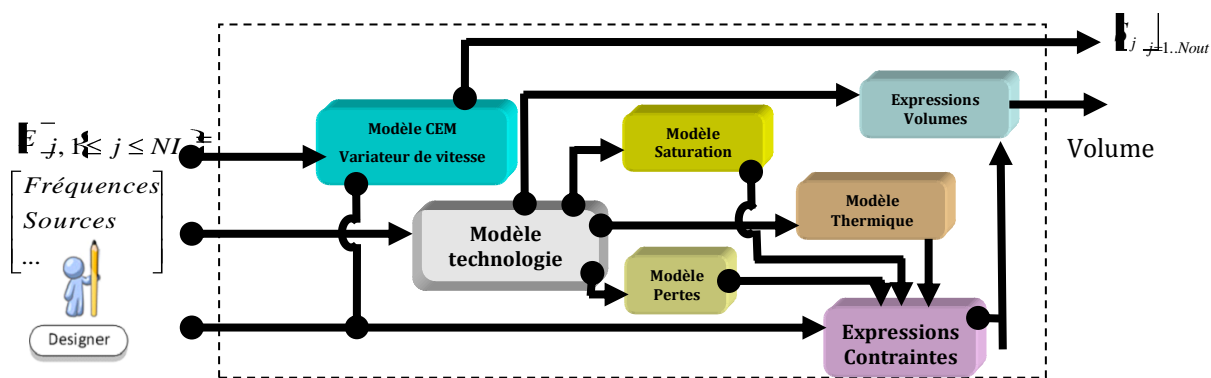 j=1..Nout
Modèle CEM
Variateur de vitesse
Modèle
Saturation
Expressions
Volumes
Volume
j, 1 ≤ j ≤ NI
Fréquences
Sources
...
Modèle
technologie
Modèle
Thermique
Modèle
Pertes
Expressions
Contraintes
Designer